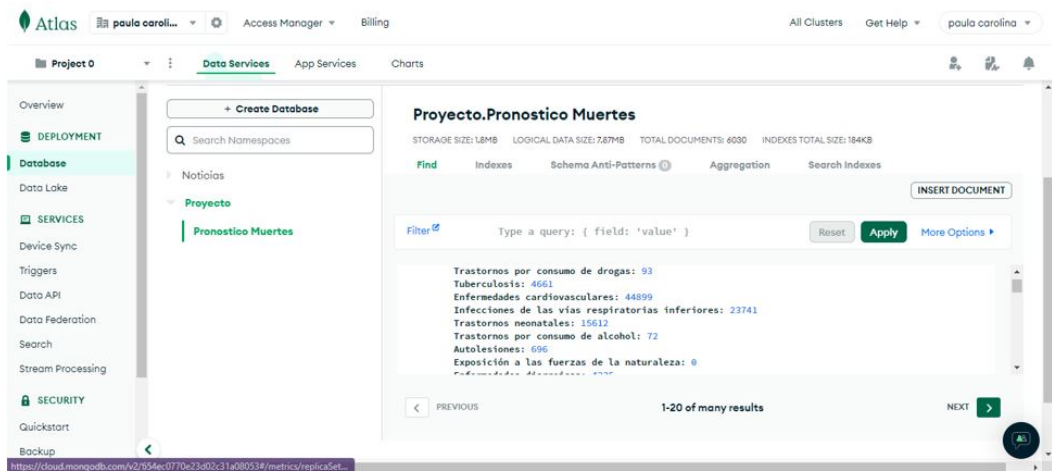 Atlas
paula caroli...
Access Manager
Billing
All Clusters
Get Help
paula carolina
Project 0
Data Services
App Services
Charts
Overview
DEPLOYMENT
Database
Data Lake
SERVICES
Device Sync
Triggers
Data API
Data Federation
Search
Stream Processing
SECURITY
Quickstart
Backup
+ Create Database
Search Namespaces
Noticias
Proyecto
Pronostico Muertes
Proyecto.Pronostico Muertes
STORAGE SIZE: 1.8MB LOGICAL DATA SIZE: 7.87MB TOTAL DOCUMENTS: 6030 INDEXES TOTAL SIZE: 184KB
Find Indexes Schema Anti-Patterns 0 Aggregation Search Indexes
INSERT DOCUMENT
Filter
Type a query: { field: 'value' }
Reset
Apply
More Options
Trastornos por consumo de drogas: 93
Tuberculosis: 4661
Enfermedades cardiovasculares: 44899
Infecciones de las vías respiratorias inferiores: 23741
Trastornos neonatales: 15612
Trastornos por consumo de alcohol: 72
Autolesiones: 696
Exposición a las fuerzas de la naturaleza: 0
PREVIOUS
1-20 of many results
NEXT
https://cloud.mongodb.com/v2/654ec0770e23d02c31a08053#/metrics/replicaSet...